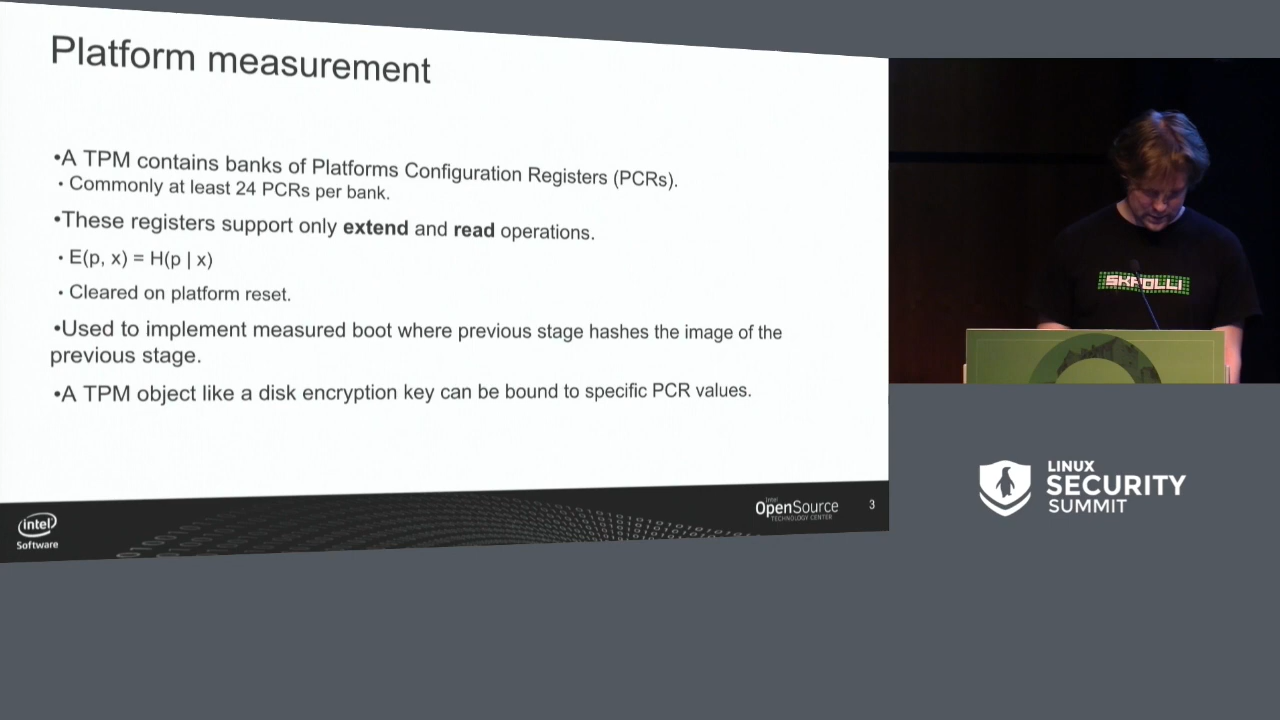 Platform measurement
•A TPM contains banks of Platforms Configuration Registers (PCRs).
• Commonly at least 24 PCRs per bank.
•These registers support only extend and read operations.
• E(p, x) = H(p | x)
• Cleared on platform reset.
•Used to implement measured boot where previous stage hashes the image of the
previous stage.
•A TPM object like a disk encryption key can be bound to specific PCR values.
intel
Software
Intel
OpenSource
TECHNOLOGY CENTER
3
SKROLLI
LINUX
SECURITY
SUMMIT